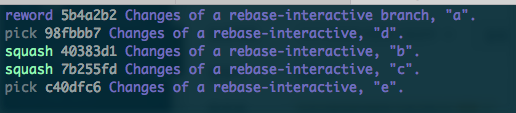 reword 5b4a2b2 Changes of a rebase-interactive branch, "a".
pick 98fbbb7 Changes of a rebase-interactive, "d".
squash 40383d1 Changes of a rebase-interactive, "b".
squash 7b255fd Changes of a rebase-interactive, "c".
pick c40dfc6 Changes of a rebase-interactive, "e".